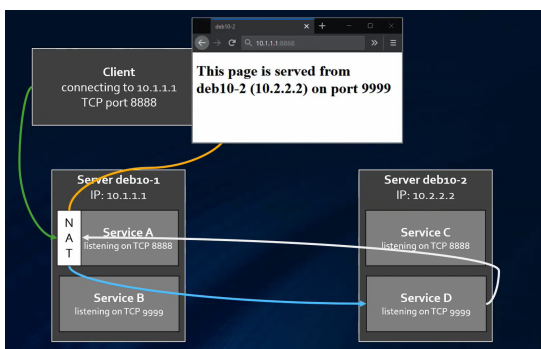 deb10-2
10.1.1.1:8888
This page is served from
deb10-2 (10.2.2.2) on port 9999
Client
connecting to 10.1.1.1
TCP port 8888
Server deb10-1
IP: 10.1.1.1
N
A
T
Service A
listening on TCP 8888
Service B
listening on TCP 9999
Server deb10-2
IP: 10.2.2.2
Service C
listening on TCP 8888
Service D
listening on TCP 9999